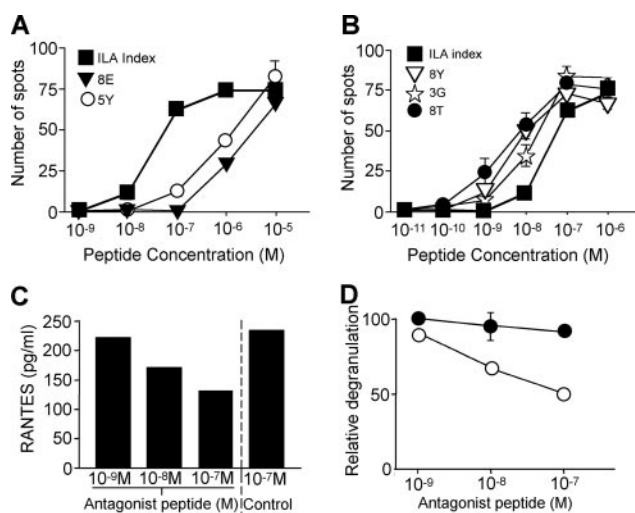 A
ILA Index
8E
5Y
Number of spots
100
75
50
25
0
10-9 10-8 10-7 10-6 10-5
Peptide Concentration (M)
B
ILA index
8Y
3G
8T
Number of spots
100
75
50
25
0
10-11 10-10 10-9 10-8 10-7 10-6
Peptide Concentration (M)
C
RANTES (pg/ml)
250
200
150
100
50
0
10-9M 10-8M 10-7M 10-7M
Antagonist peptide (M) Control
D
Relative degranulation
100
50
0
10-9 10-8 10-7
Antagonist peptide (M)